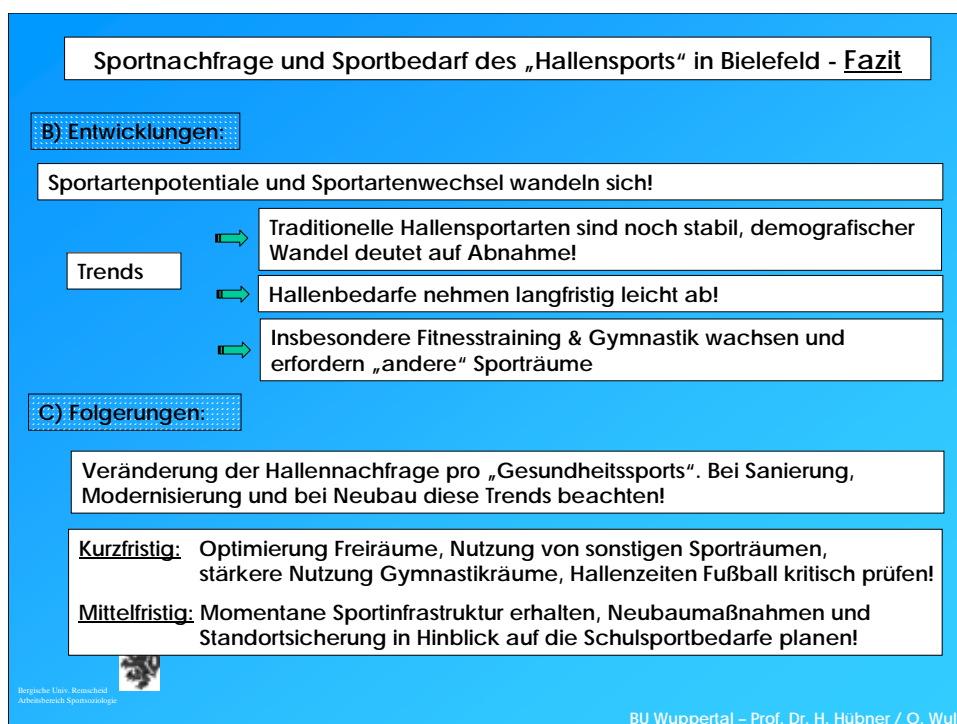 Sportnachfrage und Sportbedarf des „Hallensports“ in Bielefeld - Fazit
B) Entwicklungen:
Sportartenpotentiale und Sportartenwechsel wandeln sich!
Trends
Traditionelle Hallensportarten sind noch stabil, demografischer
Wandel deutet auf Abnahme!
Hallenbedarfe nehmen langfristig leicht ab!
Insbesondere Fitnesstraining & Gymnastik wachsen und
erfordern „andere“ Sporträume
C) Folgerungen:
Veränderung der Hallennachfrage pro „Gesundheitssports“. Bei Sanierung,
Modernisierung und bei Neubau diese Trends beachten!
Kurzfristig: Optimierung Freiräume, Nutzung von sonstigen Sporträumen,
stärkere Nutzung Gymnastikräume, Hallenzeiten Fußball kritisch prüfen!
Mittelfristig: Momentane Sportinfrastruktur erhalten, Neubaumaßnahmen und
Standortsicherung in Hinblick auf die Schulsportbedarfe planen!
Bergische Univ. Remscheid
Arbeitsbereich Sportsoziologie
BU Wuppertal – Prof. Dr. H. Hübner / O. Wul